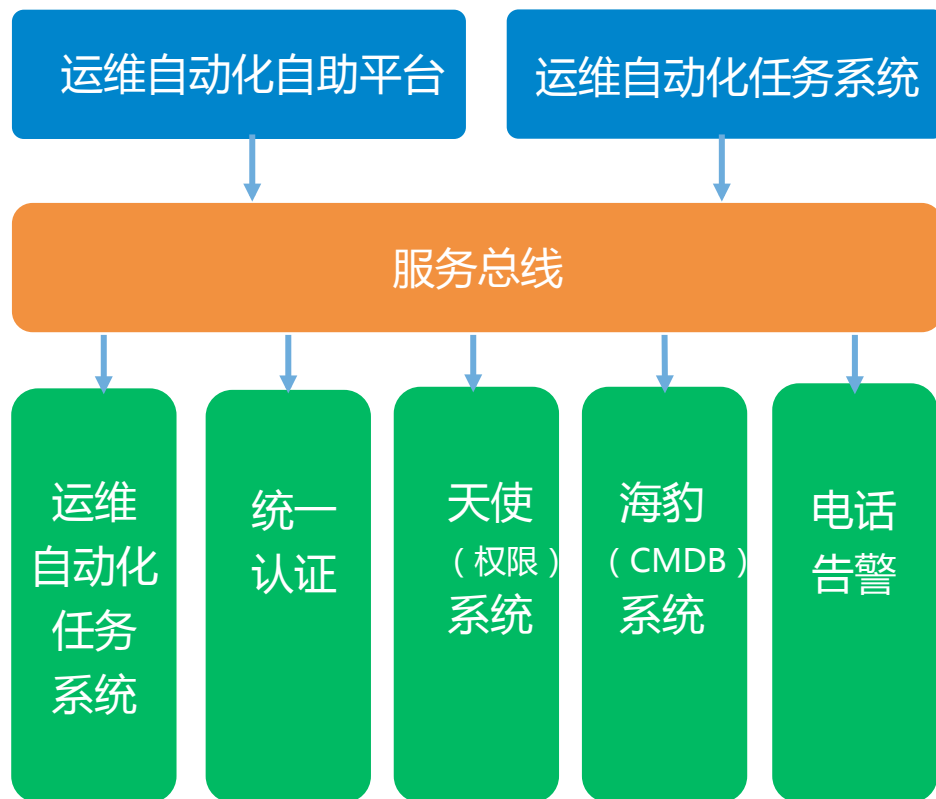 运维自动化自助平台
运维自动化任务系统
服务总线
运维
自动化
任务
系统
统一
认证
天使
（权限）
系统
海豹
（CMDB）
系统
电话
告警